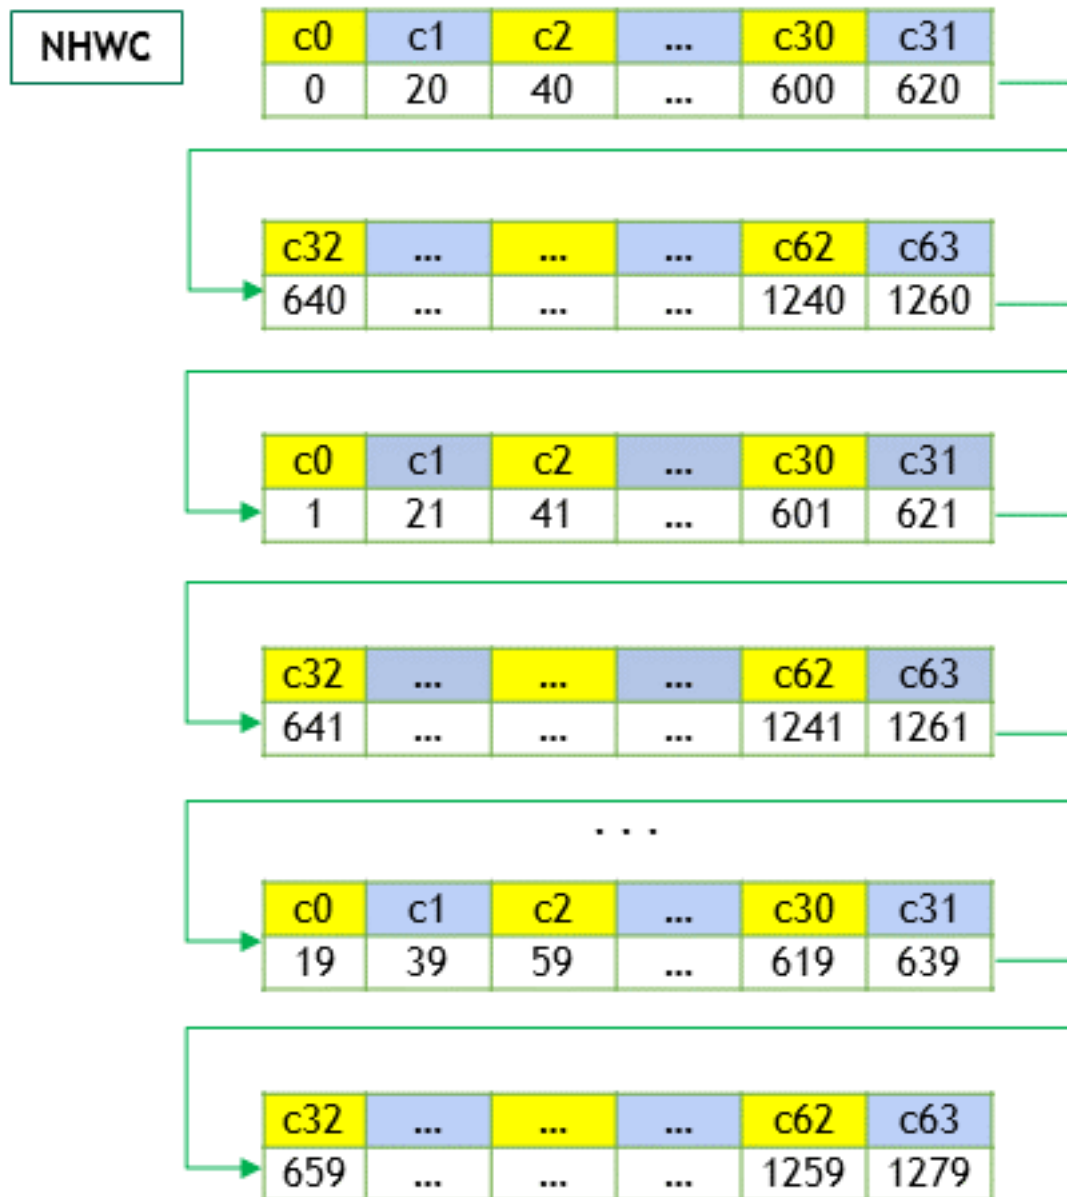 NHWC
c0 c1 c2 ... c30 c31
0 20 40 ... 600 620
c32 ... ... ... c62 c63
640 ... ... ... 1240 1260
c0 c1 c2 ... c30 c31
1 21 41 ... 601 621
c32 ... ... ... c62 c63
641 ... ... ... 1241 1261
. . .
c0 c1 c2 ... c30 c31
19 39 59 ... 619 639
c32 ... ... ... c62 c63
659 ... ... ... 1259 1279